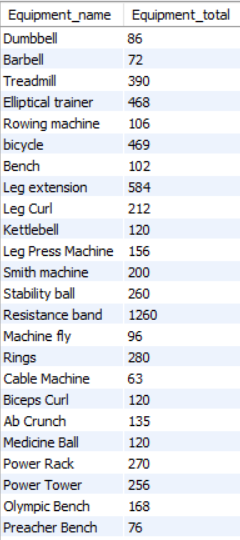 Equipment_name Equipment_total
Dumbbell 86
Barbell 72
Treadmill 390
Elliptical trainer 468
Rowing machine 106
bicycle 469
Bench 102
Leg extension 584
Leg Curl 212
Kettlebell 120
Leg Press Machine 156
Smith machine 200
Stability ball 260
Resistance band 1260
Machine fly 96
Rings 280
Cable Machine 63
Biceps Curl 120
Ab Crunch 135
Medicine Ball 120
Power Rack 270
Power Tower 256
Olympic Bench 168
Preacher Bench 76